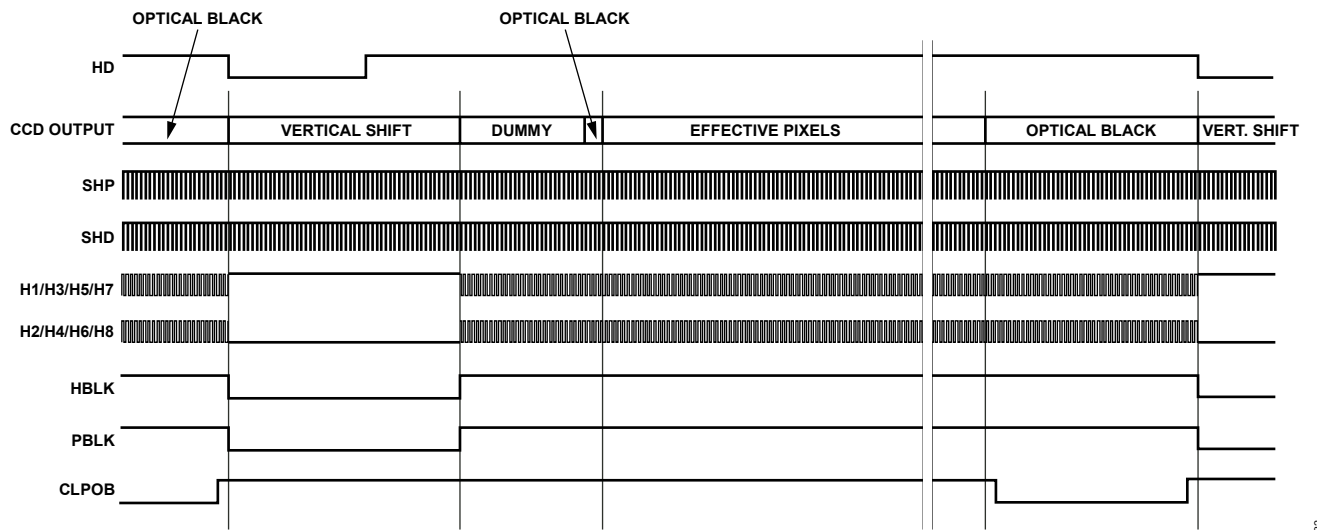 OPTICAL BLACK
OPTICAL BLACK
HD
CCD OUTPUT
VERTICAL SHIFT
DUMMY
EFFECTIVE PIXELS
OPTICAL BLACK
VERT. SHIFT
SHP
SHD
H1/H3/H5/H7
H2/H4/H6/H8
HBLK
PBLK
CLPOB